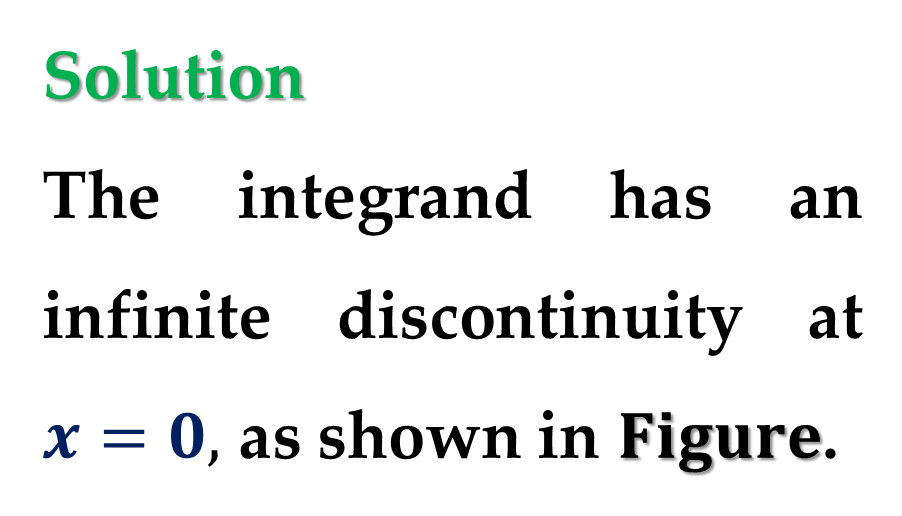 Solution
The integrand has an
infinite discontinuity at
x = 0, as shown in Figure.